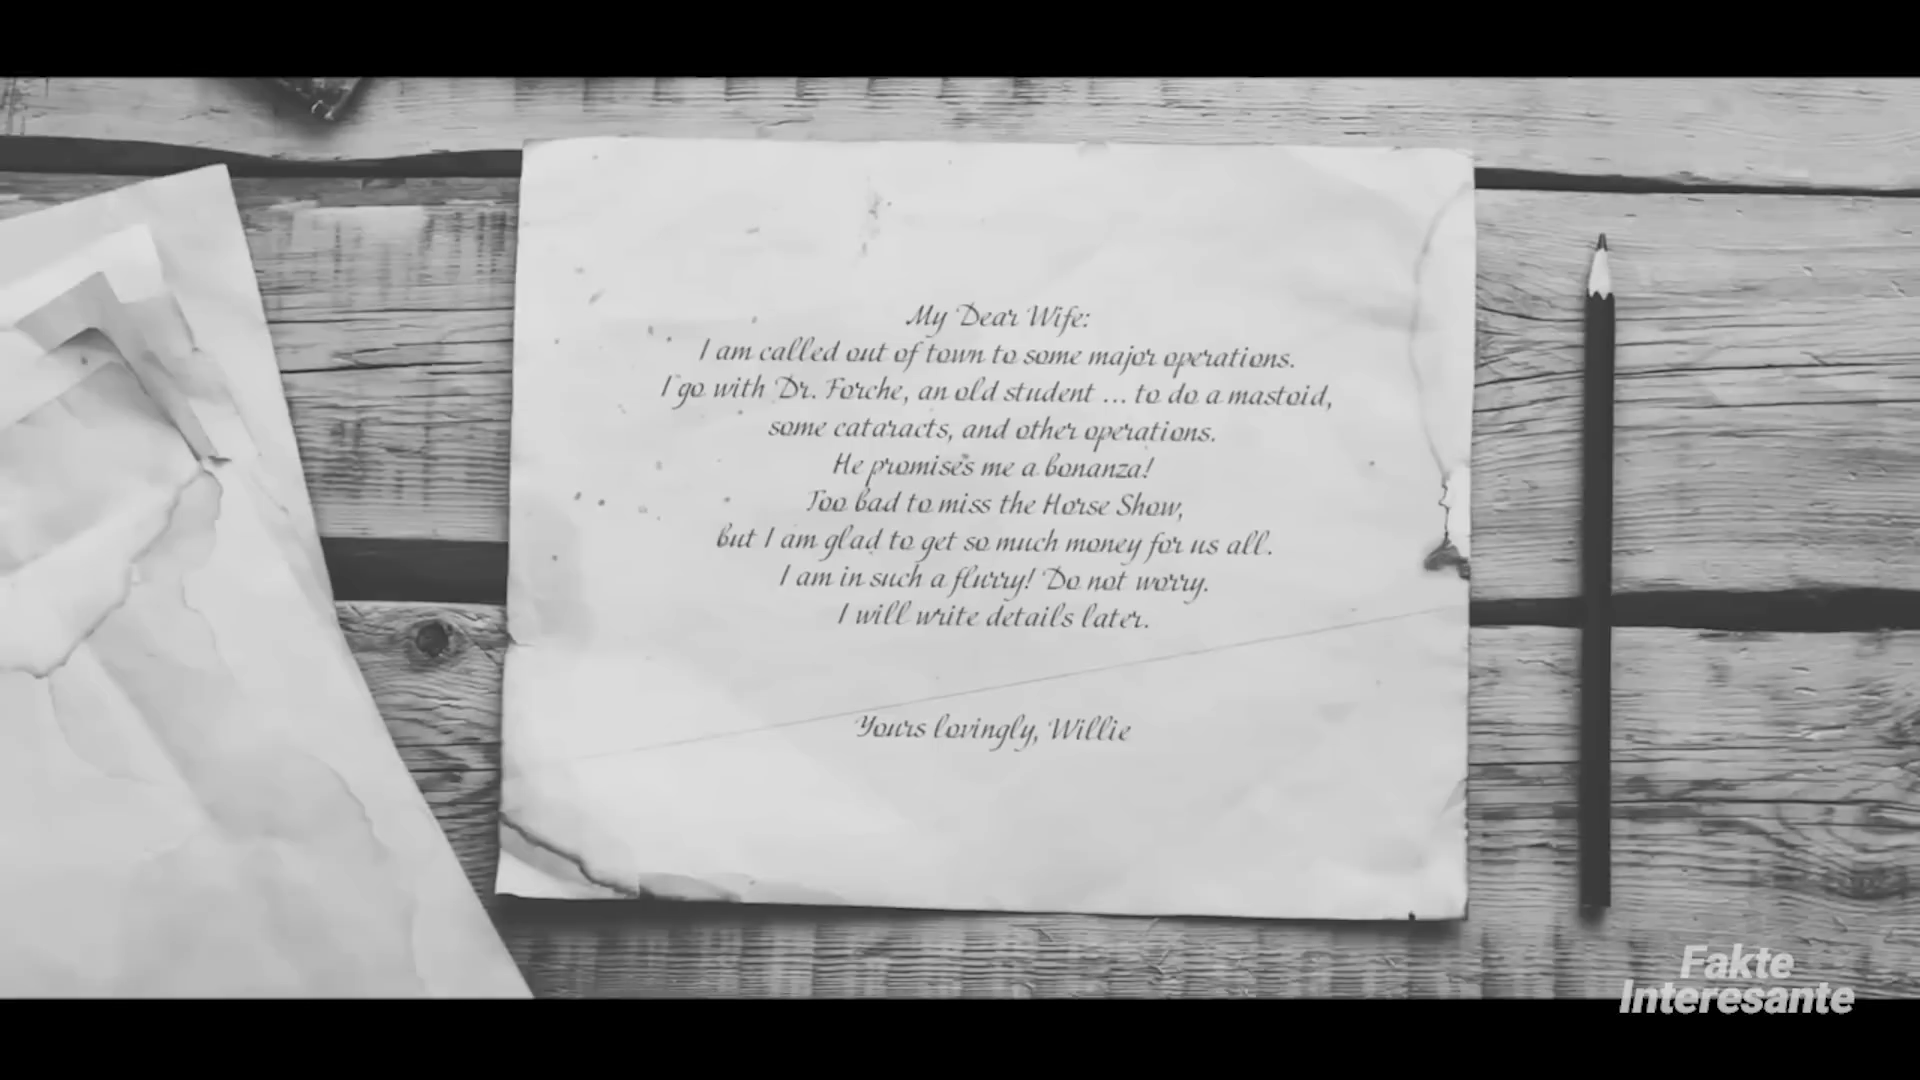 My Dear Wife:
I am called out of town to some major operations.
I go with Dr. Forche, an old student ... to do a mastoid,
some cataracts, and other operations.
He promises me a bonanza!
Too bad to miss the Horse Show,
but I am glad to get so much money for us all.
I am in such a flurry! Do not worry.
I will write details later.
Yours lovingly, Willie
Fakte
Interesante